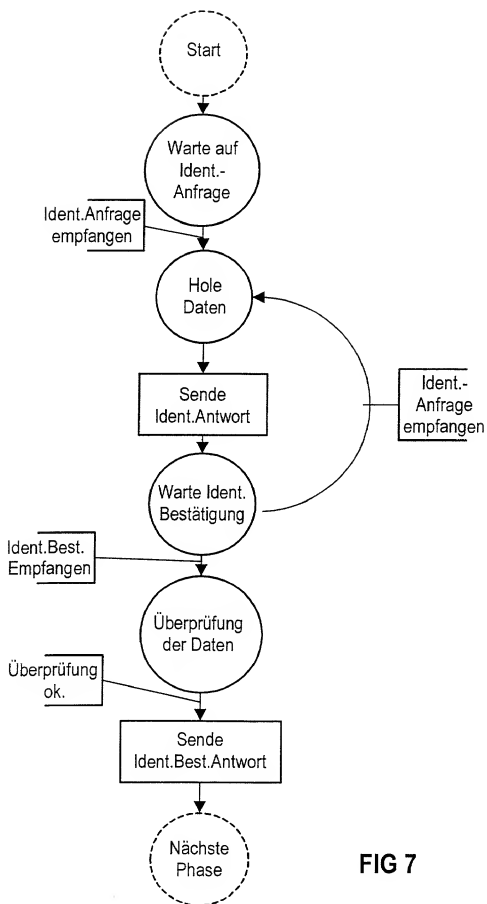 Start
Warte auf
Ident.-
Anfrage
Ident.Anfrage
empfangen
Hole
Daten
Sende
Ident.Antwort
Ident.-
Anfrage
empfangen
Warte Ident.
Bestätigung
Ident.Best.
Empfangen
Überprüfung
der Daten
Überprüfung
ok.
Sende
Ident.Best.Antwort
Nächste
Phase
FIG 7